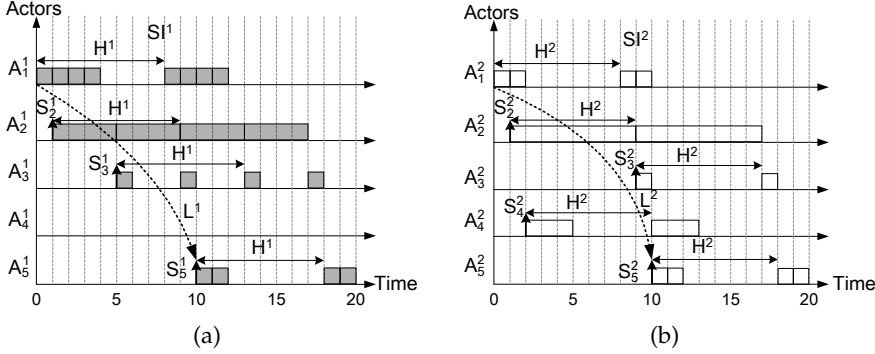 Actors
SI¹
H¹
A₁¹
S₂¹
H¹
A₂¹
S₃¹
H¹
A₃¹
L¹
A₄¹
H¹
A₅¹
S₅¹
Time
0 5 10 15 20
(a)
Actors
SI²
H²
A₁²
S₂²
H²
A₂²
S₃²
H²
A₃²
L²
S₄²
H²
A₄²
H²
A₅²
S₅²
Time
0 5 10 15 20
(b)